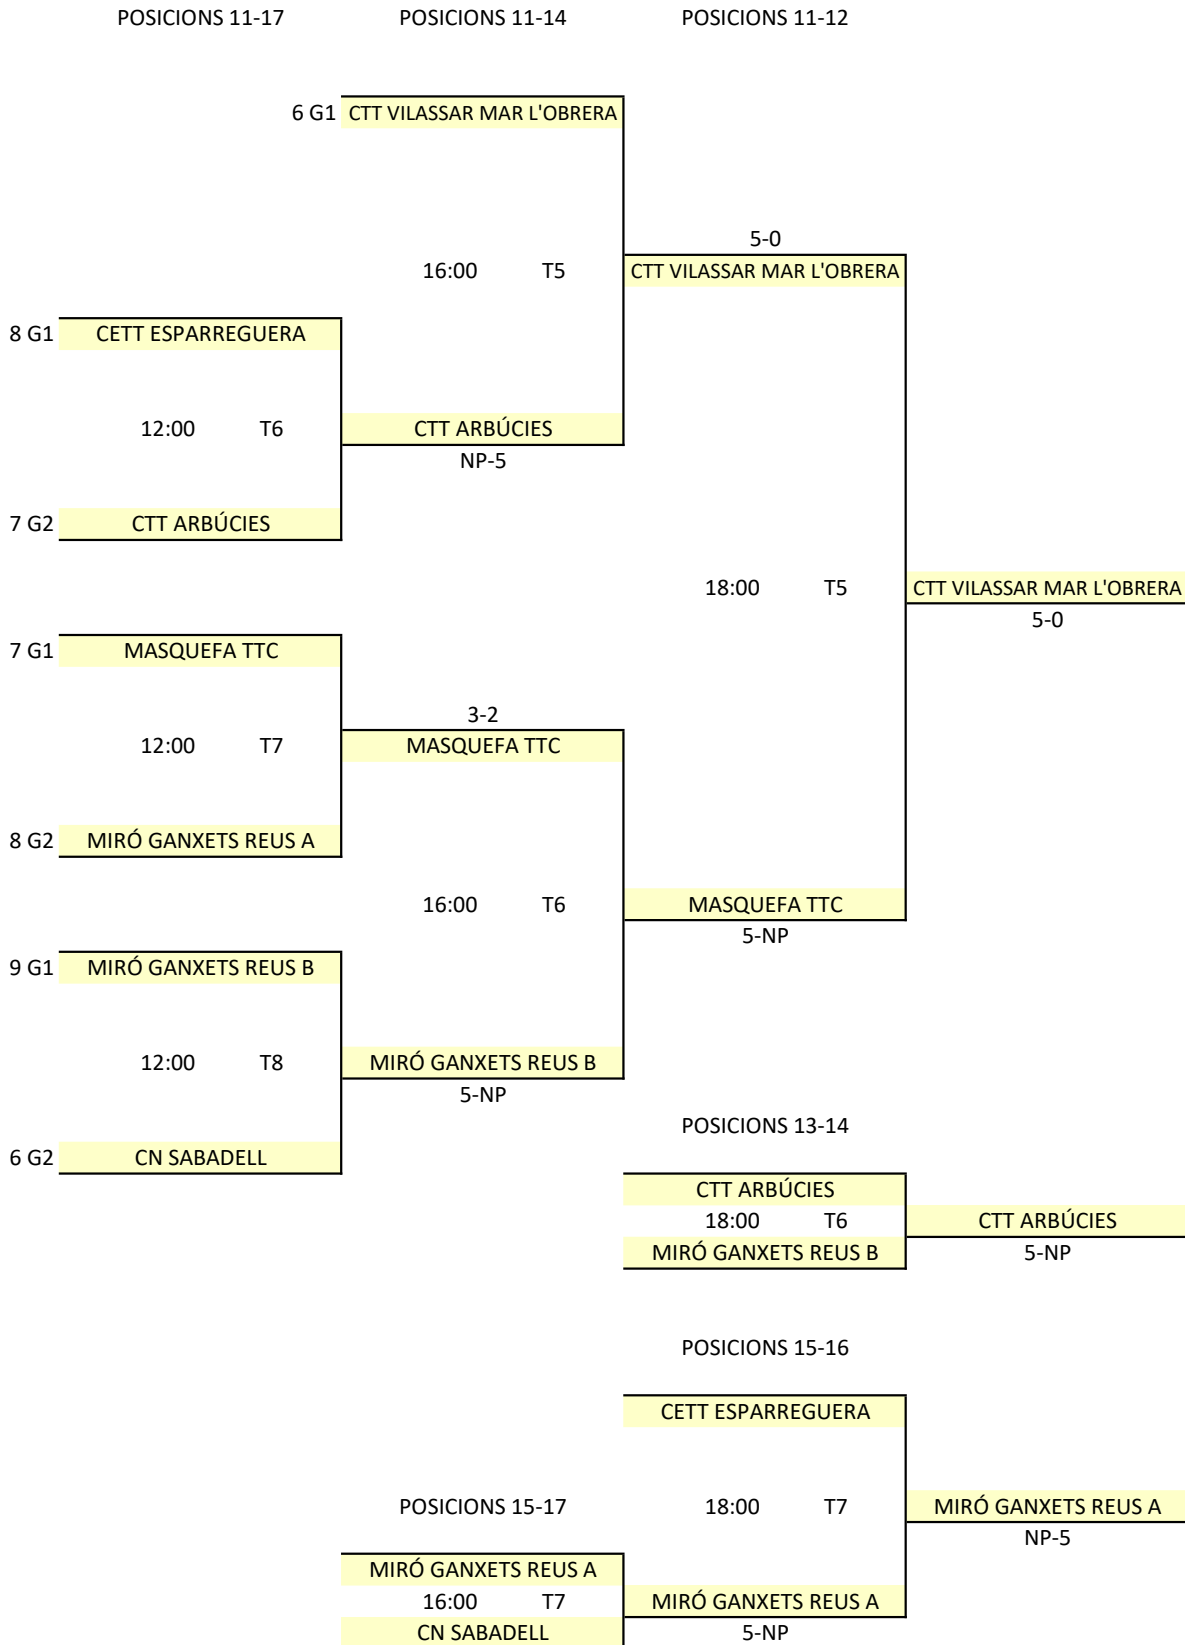 POSICIONS 11-17 POSICIONS 11-14 POSICIONS 11-12
6 G1 CTT VILASSAR MAR L'OBRERA
5-0
16:00 T5 CTT VILASSAR MAR L'OBRERA
8 G1 CETT ESPARREGUERA
12:00 T6 CTT ARBÚCIES
NP-5
7 G2 CTT ARBÚCIES
18:00 T5 CTT VILASSAR MAR L'OBRERA
5-0
7 G1 MASQUEFA TTC
3-2
12:00 T7 MASQUEFA TTC
8 G2 MIRÓ GANXETS REUS A
16:00 T6 MASQUEFA TTC
5-NP
9 G1 MIRÓ GANXETS REUS B
12:00 T8 MIRÓ GANXETS REUS B
5-NP
POSICIONS 13-14
6 G2 CN SABADELL
CTT ARBÚCIES
18:00 T6 CTT ARBÚCIES
MIRÓ GANXETS REUS B 5-NP
POSICIONS 15-16
CETT ESPARREGUERA
POSICIONS 15-17 18:00 T7 MIRÓ GANXETS REUS A
NP-5
MIRÓ GANXETS REUS A
16:00 T7 MIRÓ GANXETS REUS A
CN SABADELL 5-NP